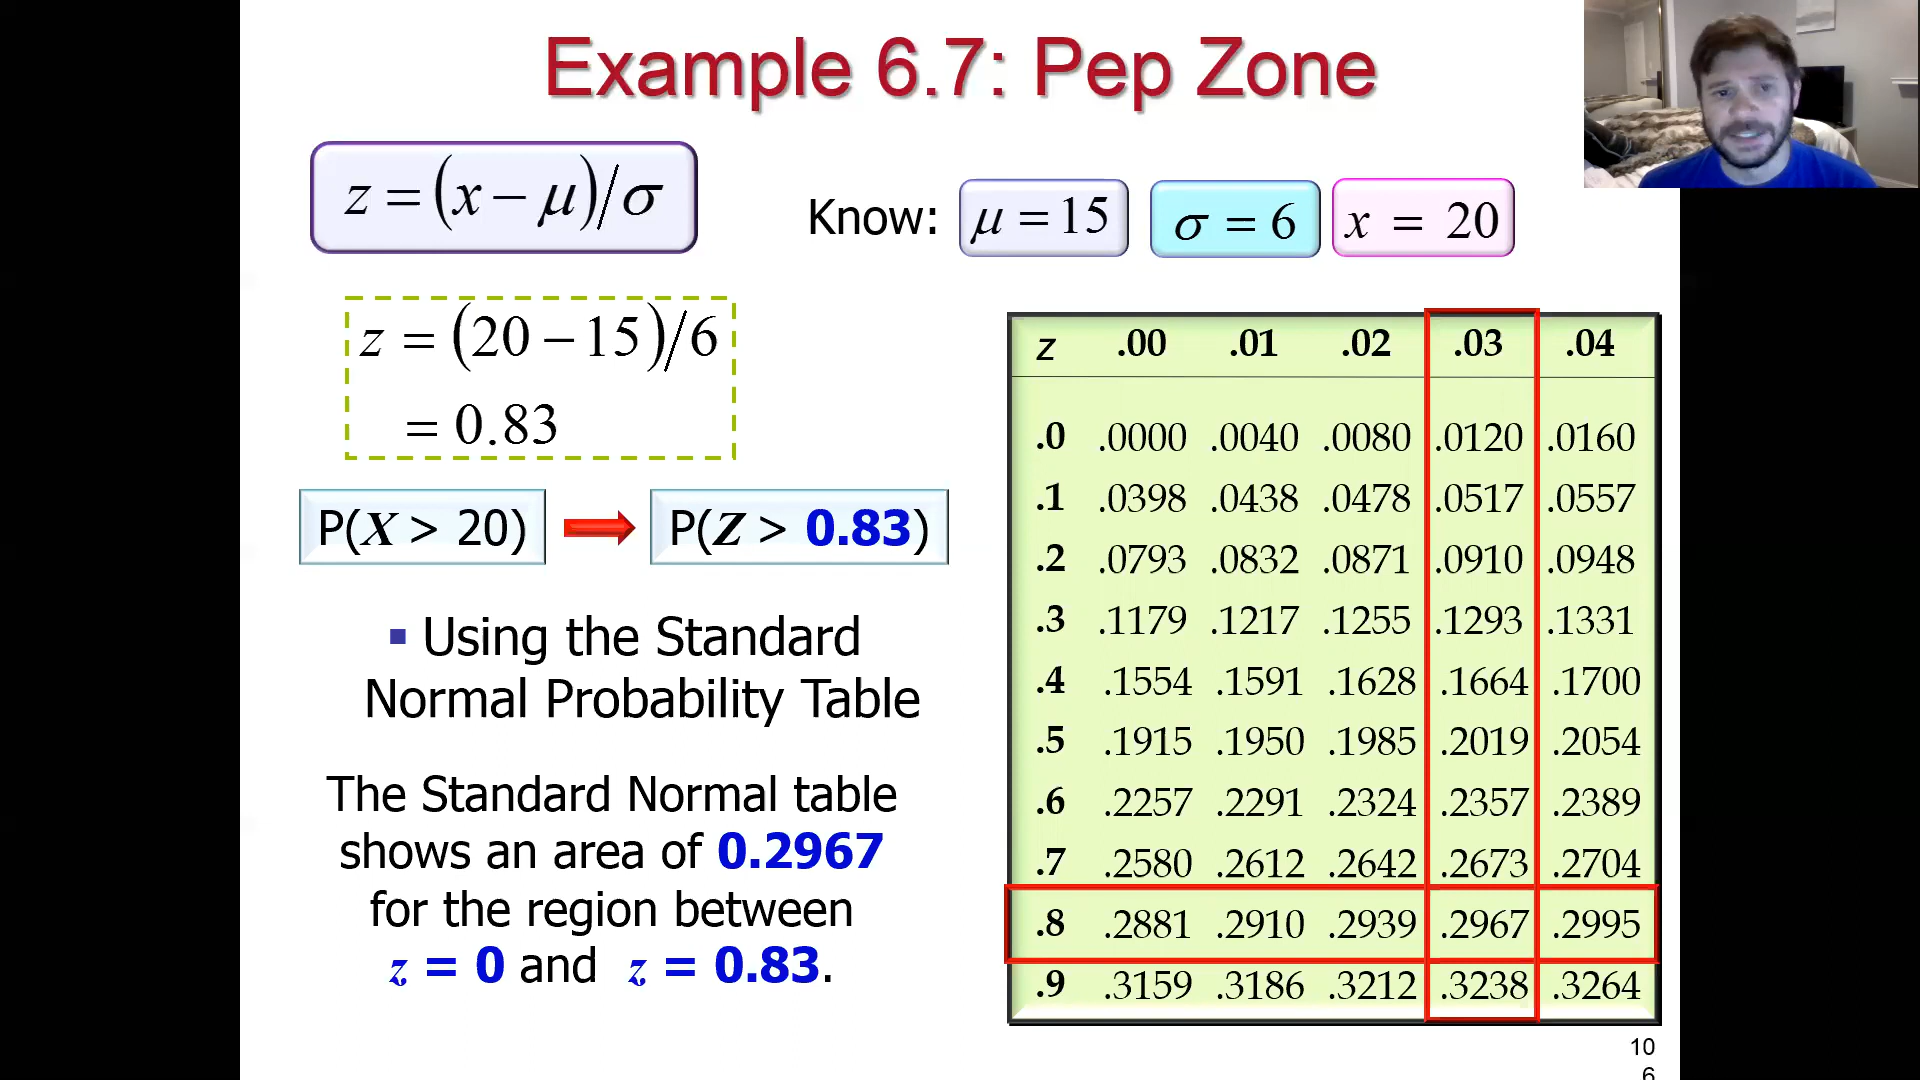 Example 6.7: Pep Zone
z = (x − μ)/σ
Know: μ = 15 σ = 6 x = 20
z = (20 − 15)/6
= 0.83
P(X > 20) P(Z > 0.83)
▪ Using the Standard
Normal Probability Table
The Standard Normal table
shows an area of 0.2967
for the region between
z = 0 and z = 0.83.
z .00 .01 .02 .03 .04
.0 .0000 .0040 .0080 .0120 .0160
.1 .0398 .0438 .0478 .0517 .0557
.2 .0793 .0832 .0871 .0910 .0948
.3 .1179 .1217 .1255 .1293 .1331
.4 .1554 .1591 .1628 .1664 .1700
.5 .1915 .1950 .1985 .2019 .2054
.6 .2257 .2291 .2324 .2357 .2389
.7 .2580 .2612 .2642 .2673 .2704
.8 .2881 .2910 .2939 .2967 .2995
.9 .3159 .3186 .3212 .3238 .3264
10
6